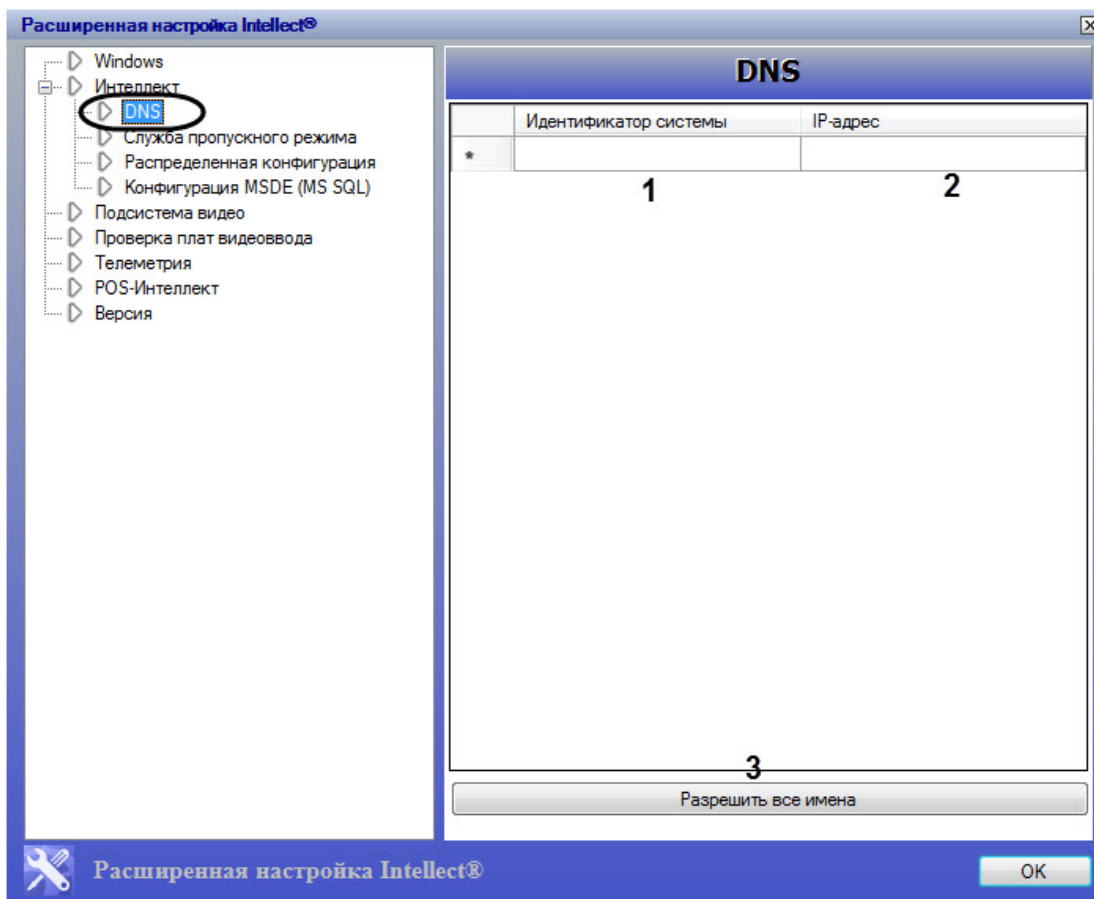 Расширенная настройка Intellect®
Windows
Интеллект
DNS
Служба пропускного режима
Распределенная конфигурация
Конфигурация MSDE (MS SQL)
Подсистема видео
Проверка плат видеоввода
Телеметрия
POS-Интеллект
Версия
DNS
Идентификатор системы IP-адрес
*
1 2
3
Разрешить все имена
Расширенная настройка Intellect®
OK